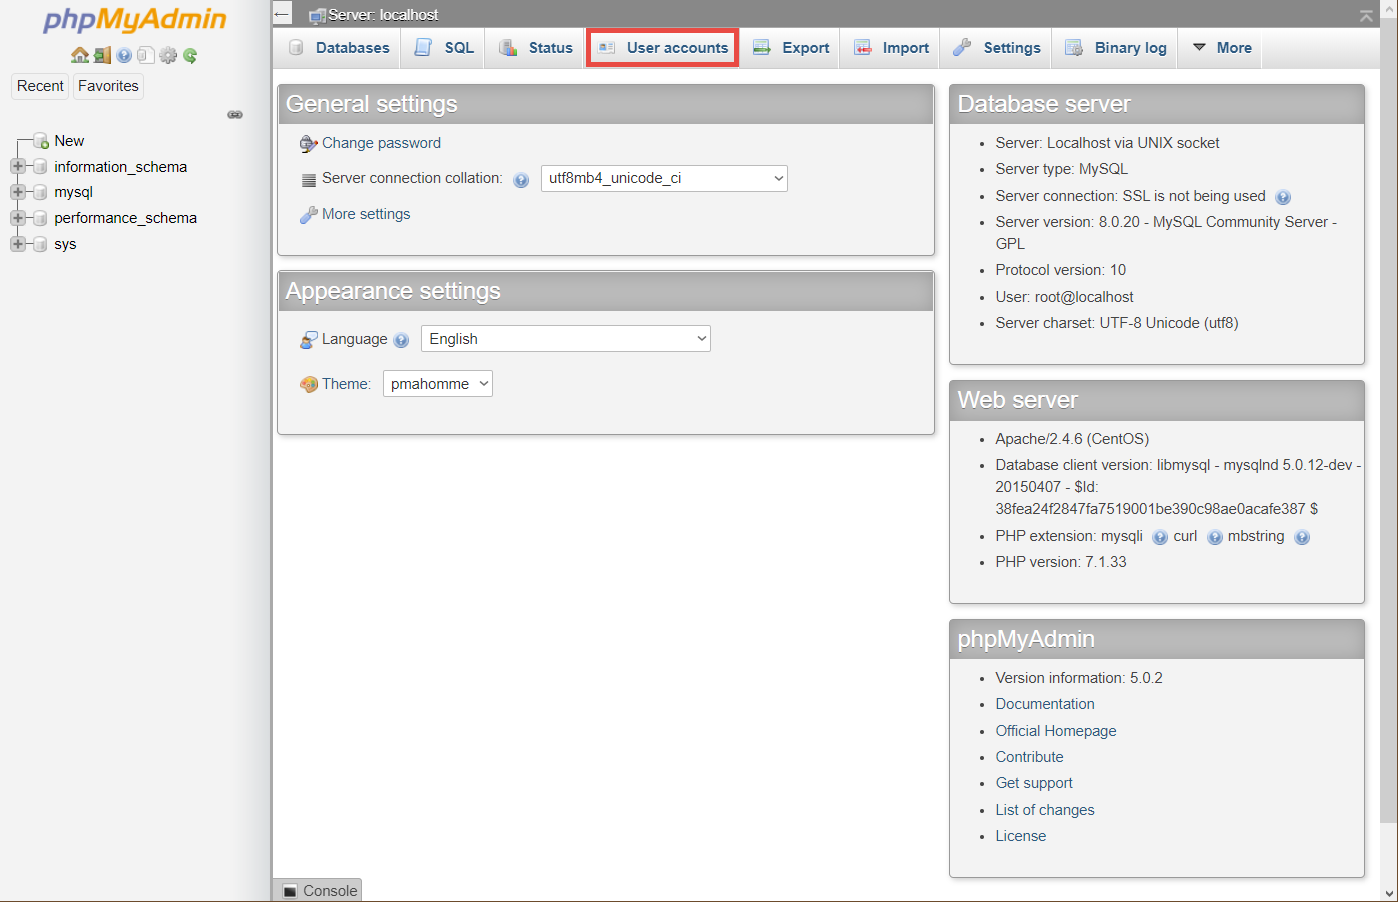 phpMyAdmin
Recent
Favorites
New
information_schema
mysql
performance_schema
sys
Server: localhost
Databases
SQL
Status
User accounts
Export
Import
Settings
Binary log
More
General settings
Change password
Server connection collation:
utf8mb4_unicode_ci
More settings
Appearance settings
Language
English
Theme:
pmahomme
Database server
Server: Localhost via UNIX socket
Server type: MySQL
Server connection: SSL is not being used
Server version: 8.0.20 - MySQL Community Server -
GPL
Protocol version: 10
User: root@localhost
Server charset: UTF-8 Unicode (utf8)
Web server
Apache/2.4.6 (CentOS)
Database client version: libmysql - mysqlnd 5.0.12-dev -
20150407 - $Id:
38fea24f2847fa7519001be390c98ae0acafe387 $
PHP extension: mysqli curl mbstring
PHP version: 7.1.33
phpMyAdmin
Version information: 5.0.2
Documentation
Official Homepage
Contribute
Get support
List of changes
License
Console